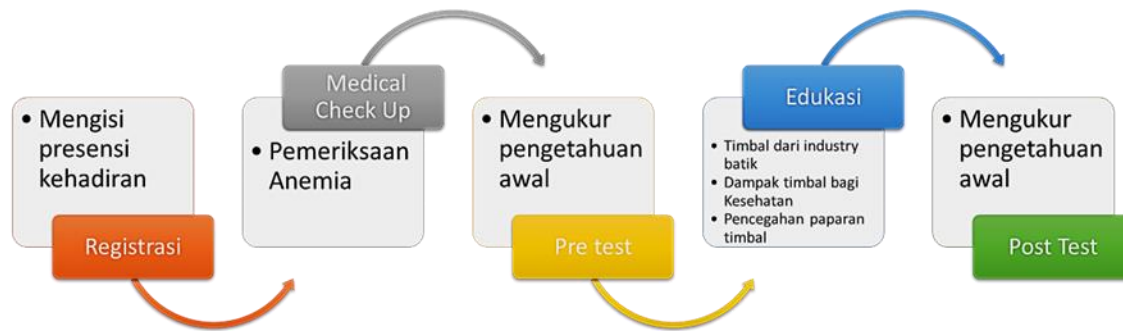 • Mengisi
presensi
kehadiran
Registrasi
Medical
Check Up
• Pemeriksaan
Anemia
• Mengukur
pengetahuan
awal
Pre test
Edukasi
• Timbal dari industry
batik
• Dampak timbal bagi
Kesehatan
• Pencegahan paparan
timbal
• Mengukur
pengetahuan
awal
Post Test